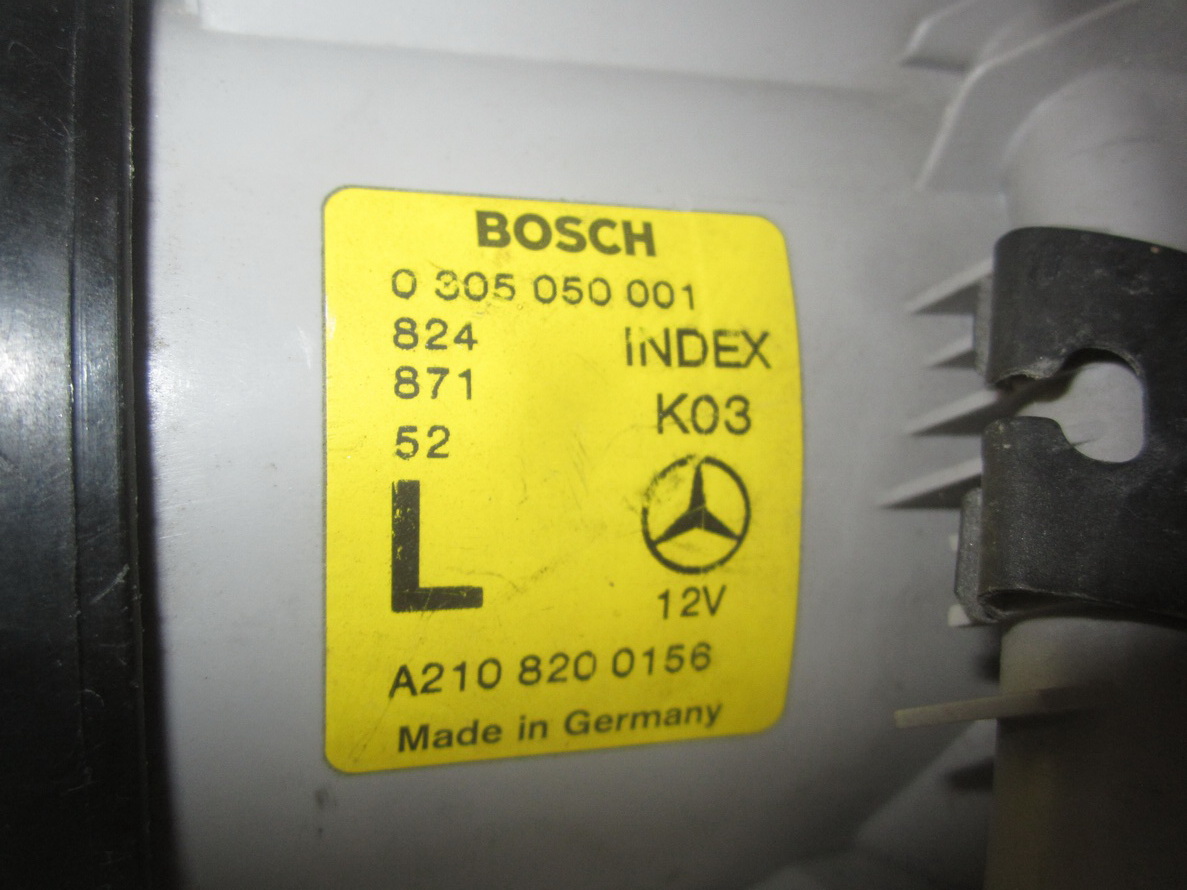 BOSCH
0 305 050 001
824 INDEX
871
K03
52
L
12V
A210 820 0156
Made in Germany